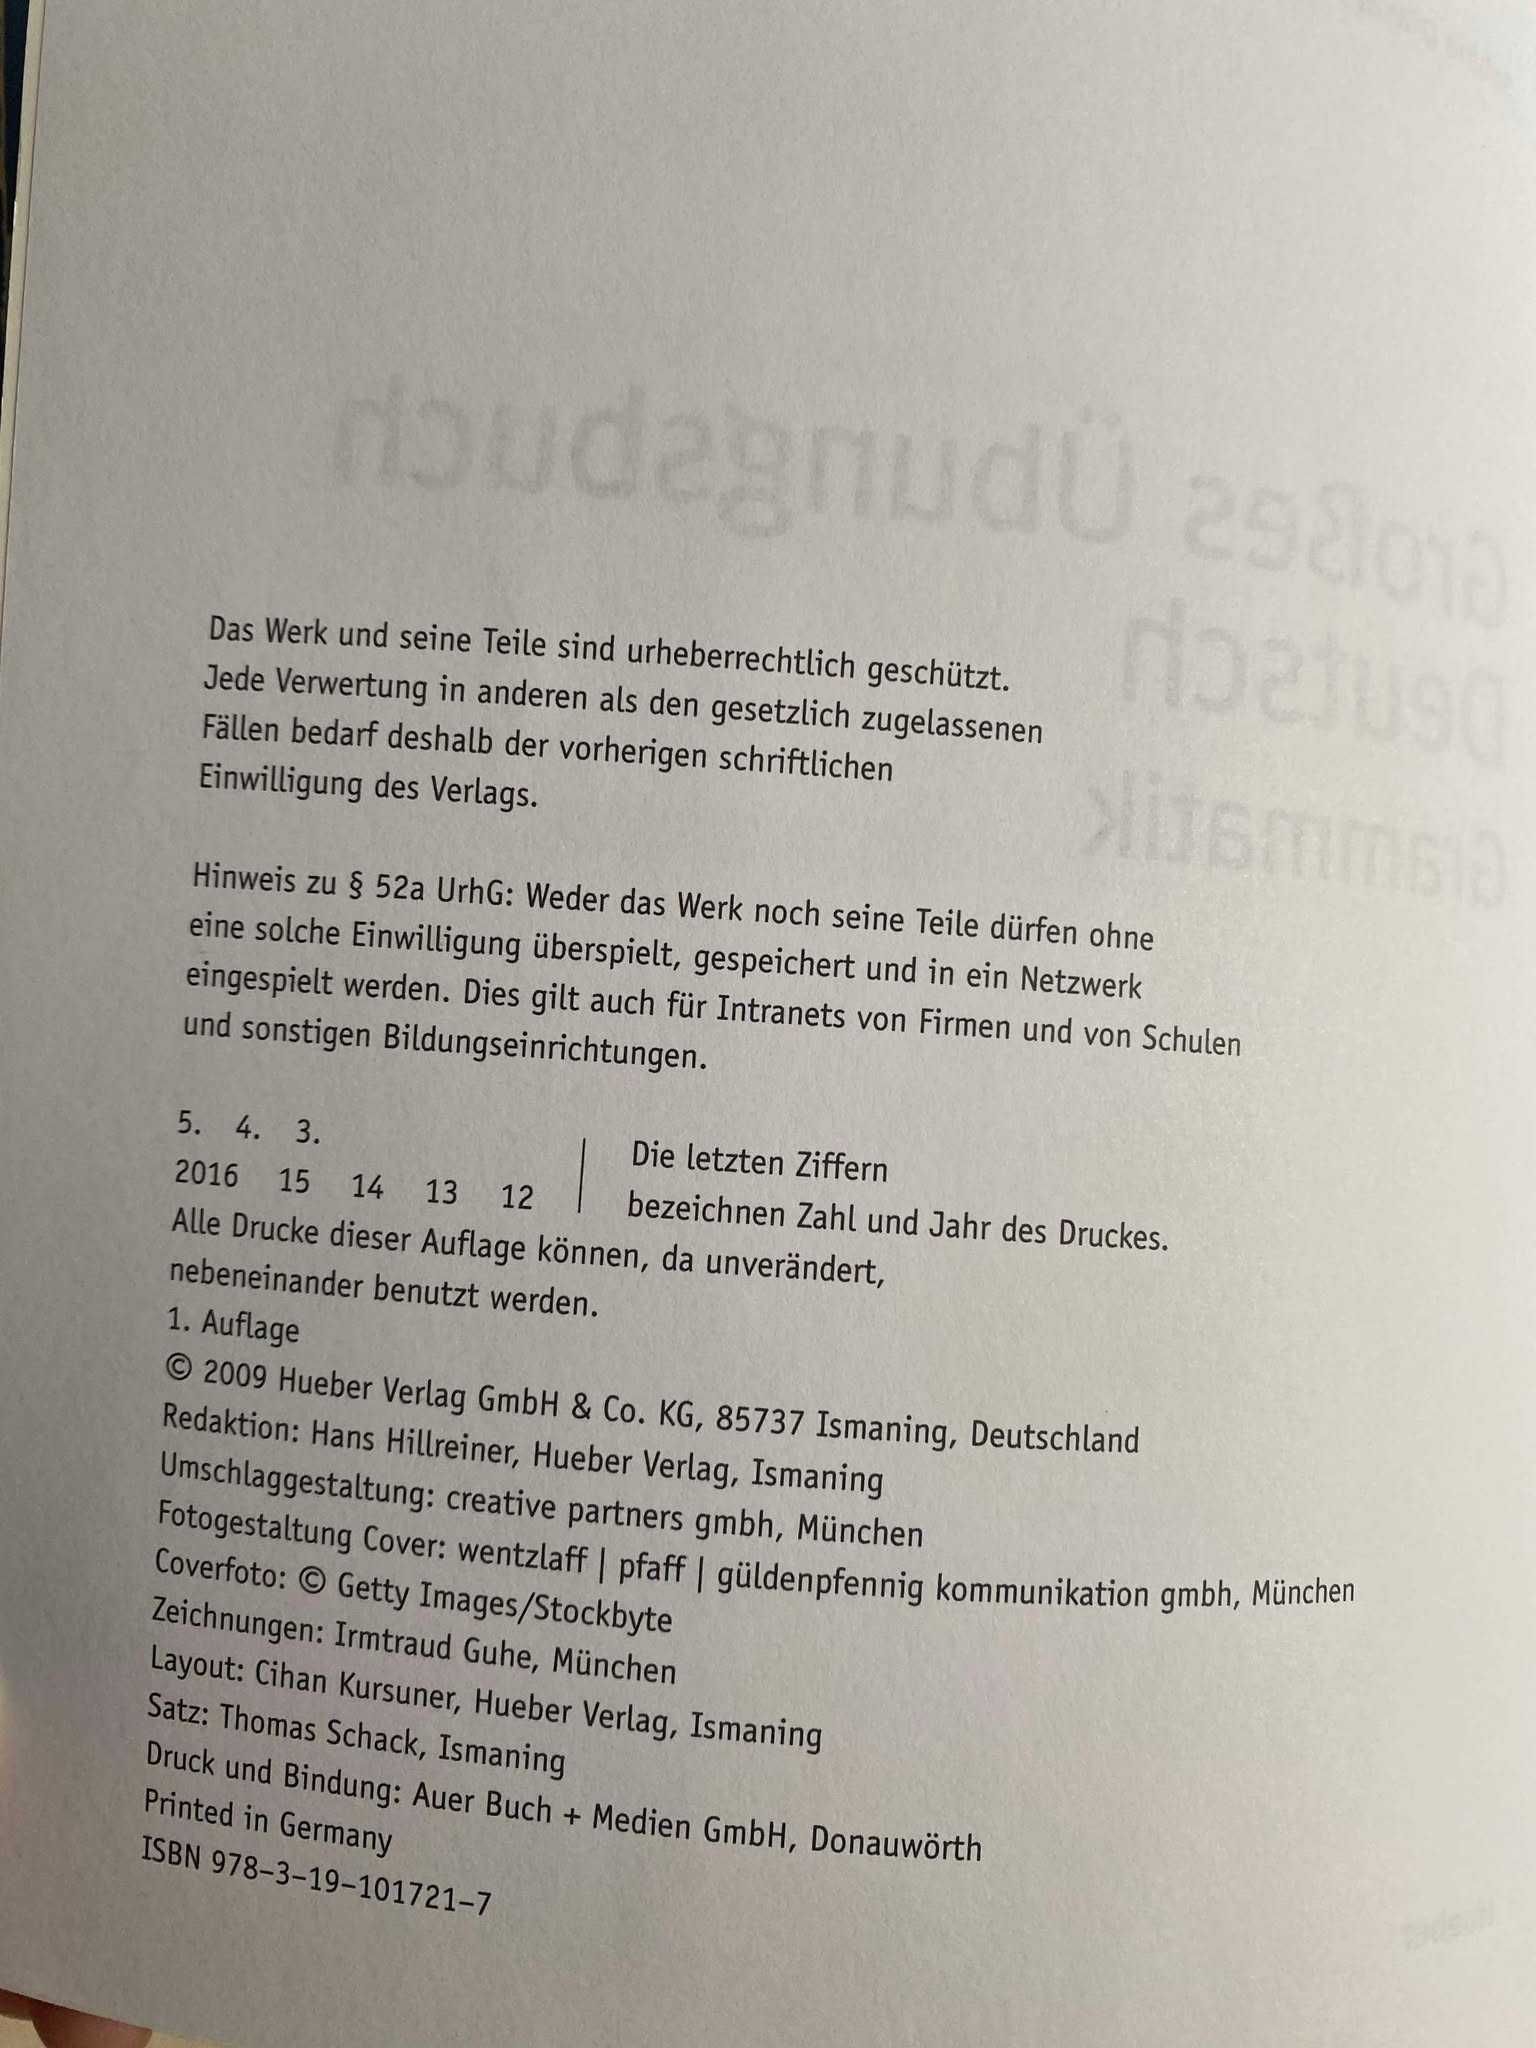 Großes Übungsbuch
Deutsch
Grammatik
Das Werk und seine Teile sind urheberrechtlich geschützt.
Jede Verwertung in anderen als den gesetzlich zugelassenen
Fällen bedarf deshalb der vorherigen schriftlichen
Einwilligung des Verlags.
Hinweis zu § 52a UrhG: Weder das Werk noch seine Teile dürfen ohne
eine solche Einwilligung überspielt, gespeichert und in ein Netzwerk
eingespielt werden. Dies gilt auch für Intranets von Firmen und von Schulen
und sonstigen Bildungseinrichtungen.
5. 4. 3. | Die letzten Ziffern
2016 15 14 13 12 | bezeichnen Zahl und Jahr des Druckes.
Alle Drucke dieser Auflage können, da unverändert,
nebeneinander benutzt werden.
1. Auflage
© 2009 Hueber Verlag GmbH & Co. KG, 85737 Ismaning, Deutschland
Redaktion: Hans Hillreiner, Hueber Verlag, Ismaning
Umschlaggestaltung: creative partners gmbh, München
Fotogestaltung Cover: wentzlaff | pfaff | güldenpfennig kommunikation gmbh, München
Coverfoto: © Getty Images/Stockbyte
Zeichnungen: Irmtraud Guhe, München
Layout: Cihan Kursuner, Hueber Verlag, Ismaning
Satz: Thomas Schack, Ismaning
Druck und Bindung: Auer Buch + Medien GmbH, Donauwörth
Printed in Germany
ISBN 978–3–19–101721–7
Hueber